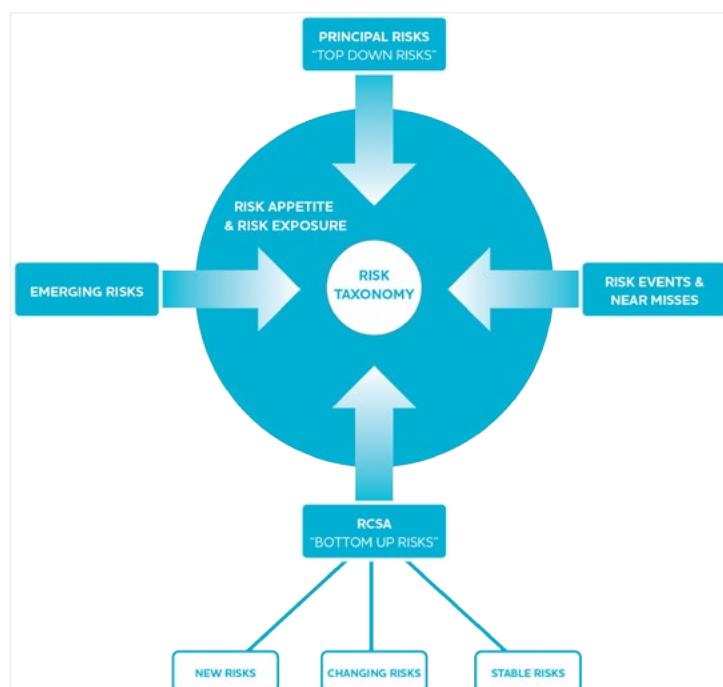 PRINCIPAL RISKS
"TOP DOWN RISKS"
RISK APPETITE
& RISK EXPOSURE
EMERGING RISKS
RISK
TAXONOMY
RISK EVENTS &
NEAR MISSES
RCSA
"BOTTOM UP RISKS"
NEW RISKS
CHANGING RISKS
STABLE RISKS